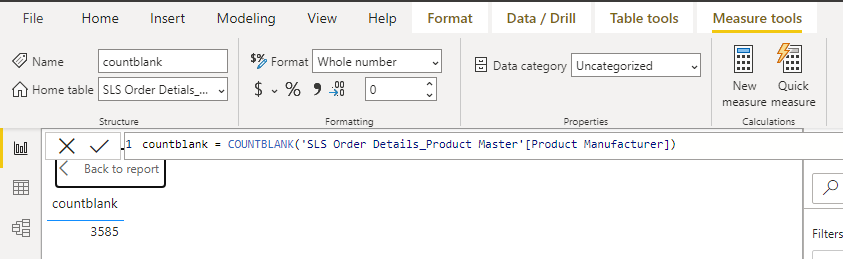 File Home Insert Modeling View Help Format Data / Drill Table tools Measure tools
Name countblank
$% Format Whole number
Data category Uncategorized
Home table SLS Order Detials_...
$ % 9 .00 0
New measure
Quick measure
Structure Formatting Properties Calculations
1 countblank = COUNTBLANK('SLS Order Details_Product Master'[Product Manufacturer])
Back to report
countblank
3585
Filters